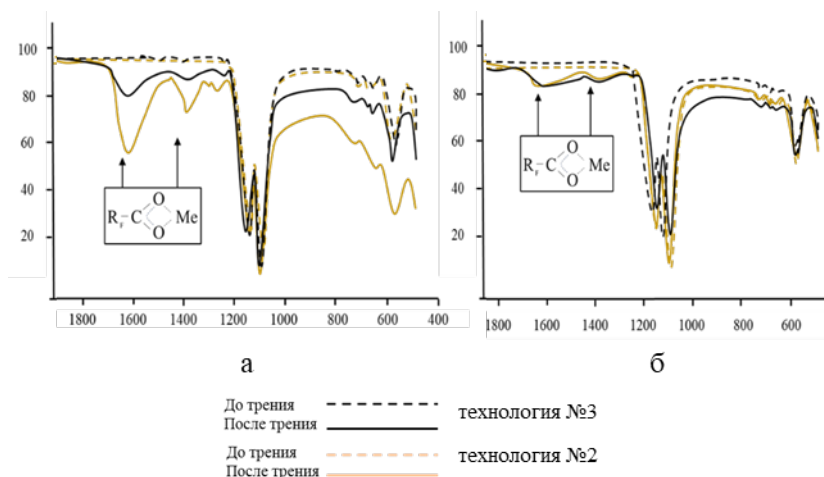 100
80
60
40
20
R_F C O O Me
1800 1600 1400 1200 1000 800 600 400
а
100
80
60
40
20
R_F C O O Me
1800 1600 1400 1200 1000 800 600
б
До трения
После трения
технология №3
До трения
После трения
технология №2